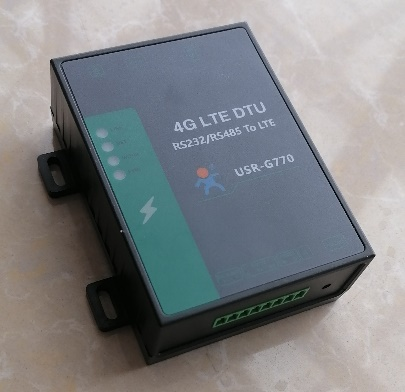 4G LTE DTU
RS232/RS485 To LTE
USR-G770